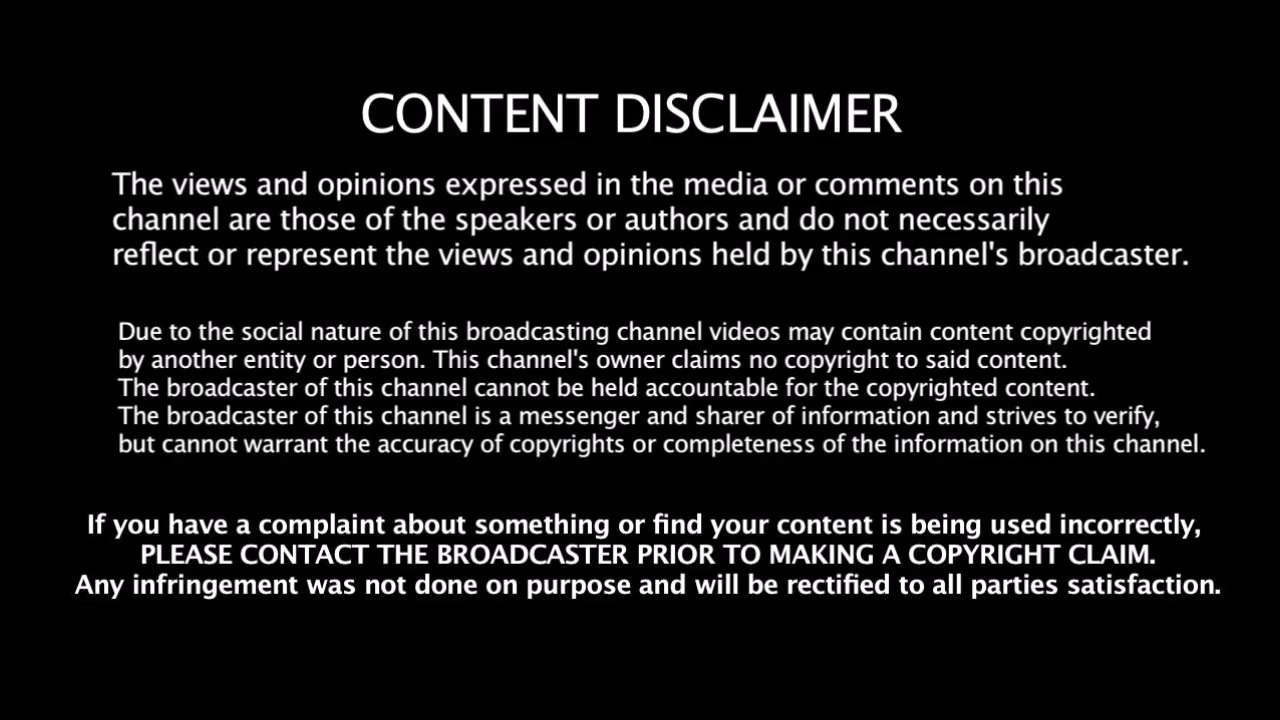 CONTENT DISCLAIMER
The views and opinions expressed in the media or comments on this
channel are those of the speakers or authors and do not necessarily
reflect or represent the views and opinions held by this channel's broadcaster.
Due to the social nature of this broadcasting channel videos may contain content copyrighted
by another entity or person. This channel's owner claims no copyright to said content.
The broadcaster of this channel cannot be held accountable for the copyrighted content.
The broadcaster of this channel is a messenger and sharer of information and strives to verify,
but cannot warrant the accuracy of copyrights or completeness of the information on this channel.
If you have a complaint about something or find your content is being used incorrectly,
PLEASE CONTACT THE BROADCASTER PRIOR TO MAKING A COPYRIGHT CLAIM.
Any infringement was not done on purpose and will be rectified to all parties satisfaction.